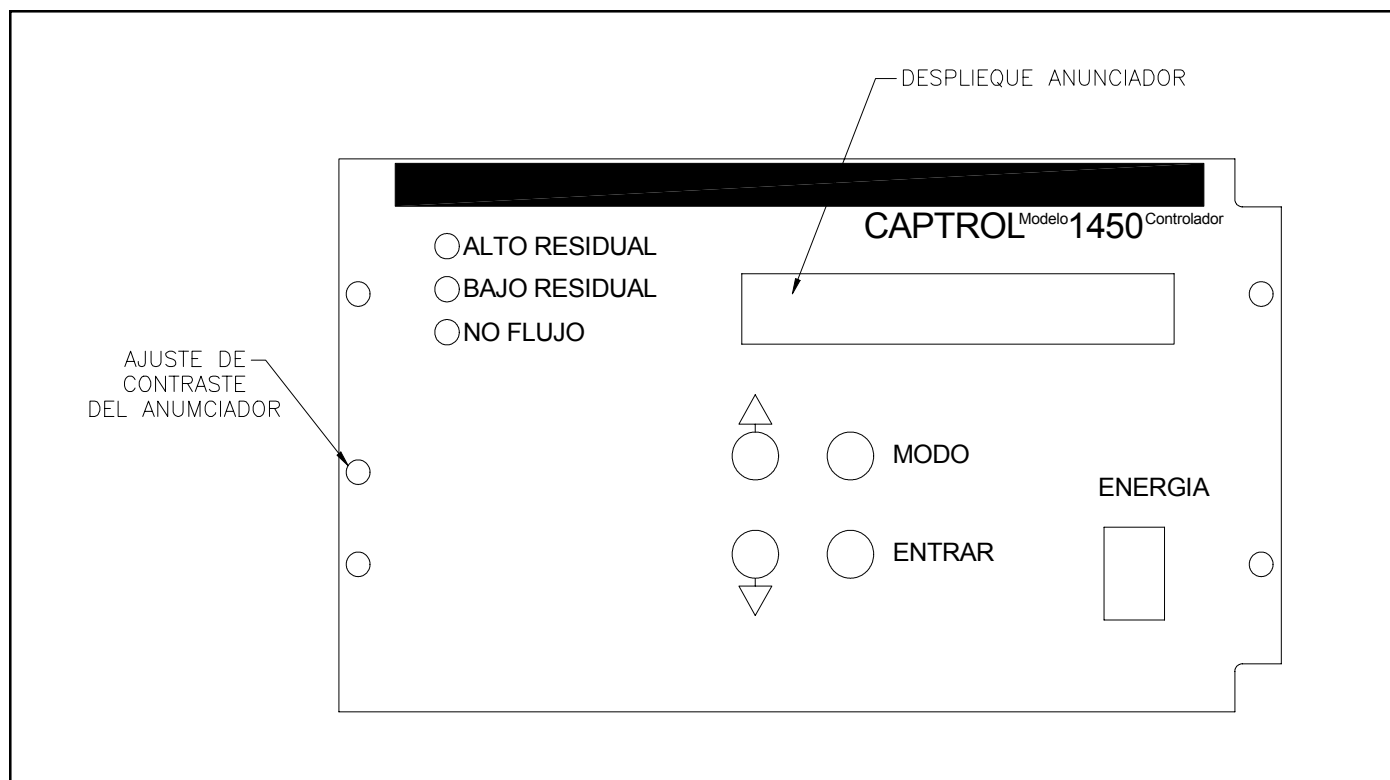 DESPLIEQUE ANUNCIADOR
CAPTROL Modelo 1450 Controlador
ALTO RESIDUAL
BAJO RESIDUAL
NO FLUJO
AJUSTE DE
CONTRASTE
DEL ANUMCIADOR
MODO
ENERGIA
ENTRAR